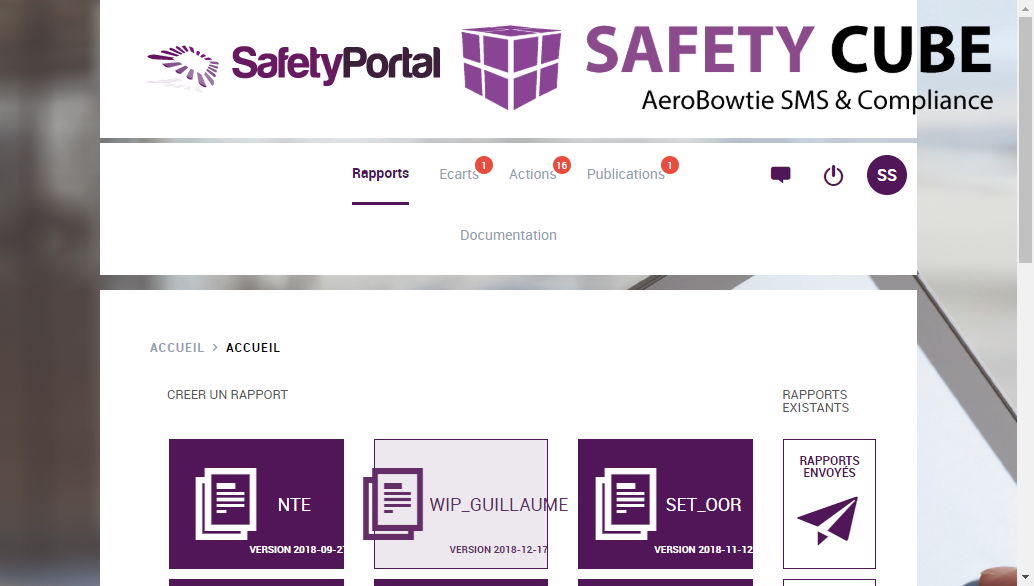 SafetyPortal
SAFETY CUBE
AeroBowtie SMS & Compliance
Rapports
Ecarts
1
Actions
16
Publications
1
SS
Documentation
ACCUEIL > ACCUEIL
CREER UN RAPPORT
RAPPORTS
EXISTANTS
NTE
VERSION 2018-09-27
WIP_GUILLAUME
VERSION 2018-12-17
SET_OOR
VERSION 2018-11-12
RAPPORTS
ENVOYÉS